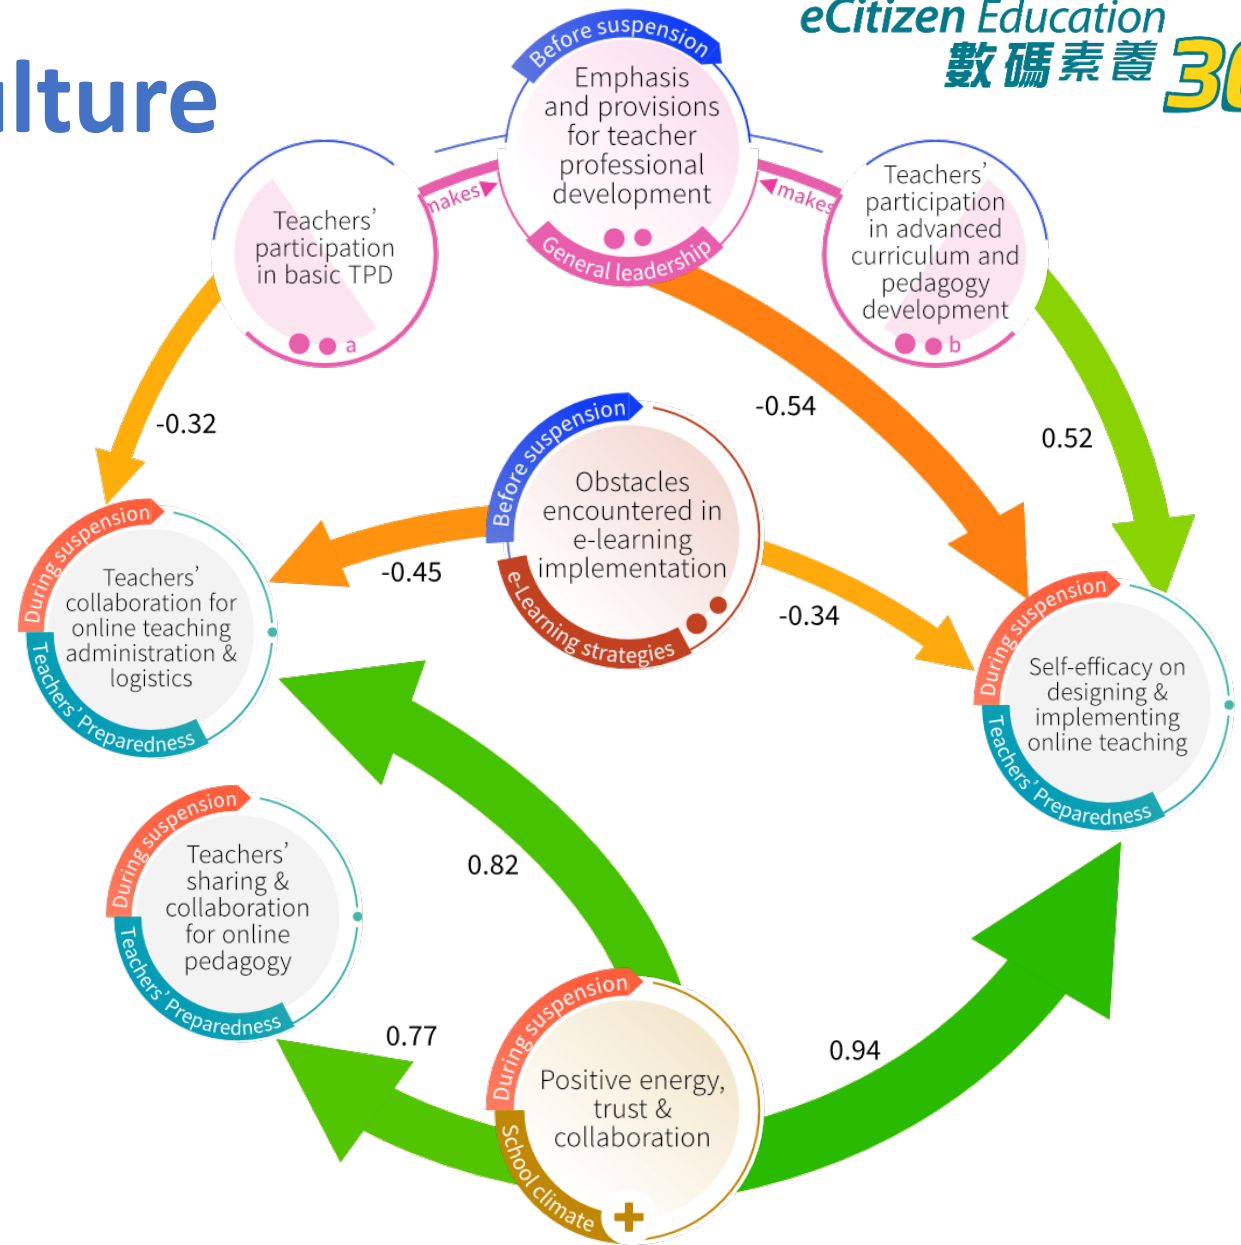 eCitizen Education
數碼素養
ulture
Before suspension
Emphasis
and provisions
for teacher
professional
development
General leadership
makes
makes
Teachers’
participation
in basic TPD
a
Teachers’
participation
in advanced
curriculum and
pedagogy
development
b
-0.32
-0.54
0.52
Before suspension
Obstacles
encountered in
e-learning
implementation
e-Learning strategies
-0.45
-0.34
During suspension
Teachers’
collaboration for
online teaching
administration &
logistics
Teachers’ Preparedness
During suspension
Self-efficacy on
designing &
implementing
online teaching
Teachers’ Preparedness
During suspension
Teachers’
sharing &
collaboration
for online
pedagogy
Teachers’ Preparedness
0.82
0.77
0.94
During suspension
Positive energy,
trust &
collaboration
School climate